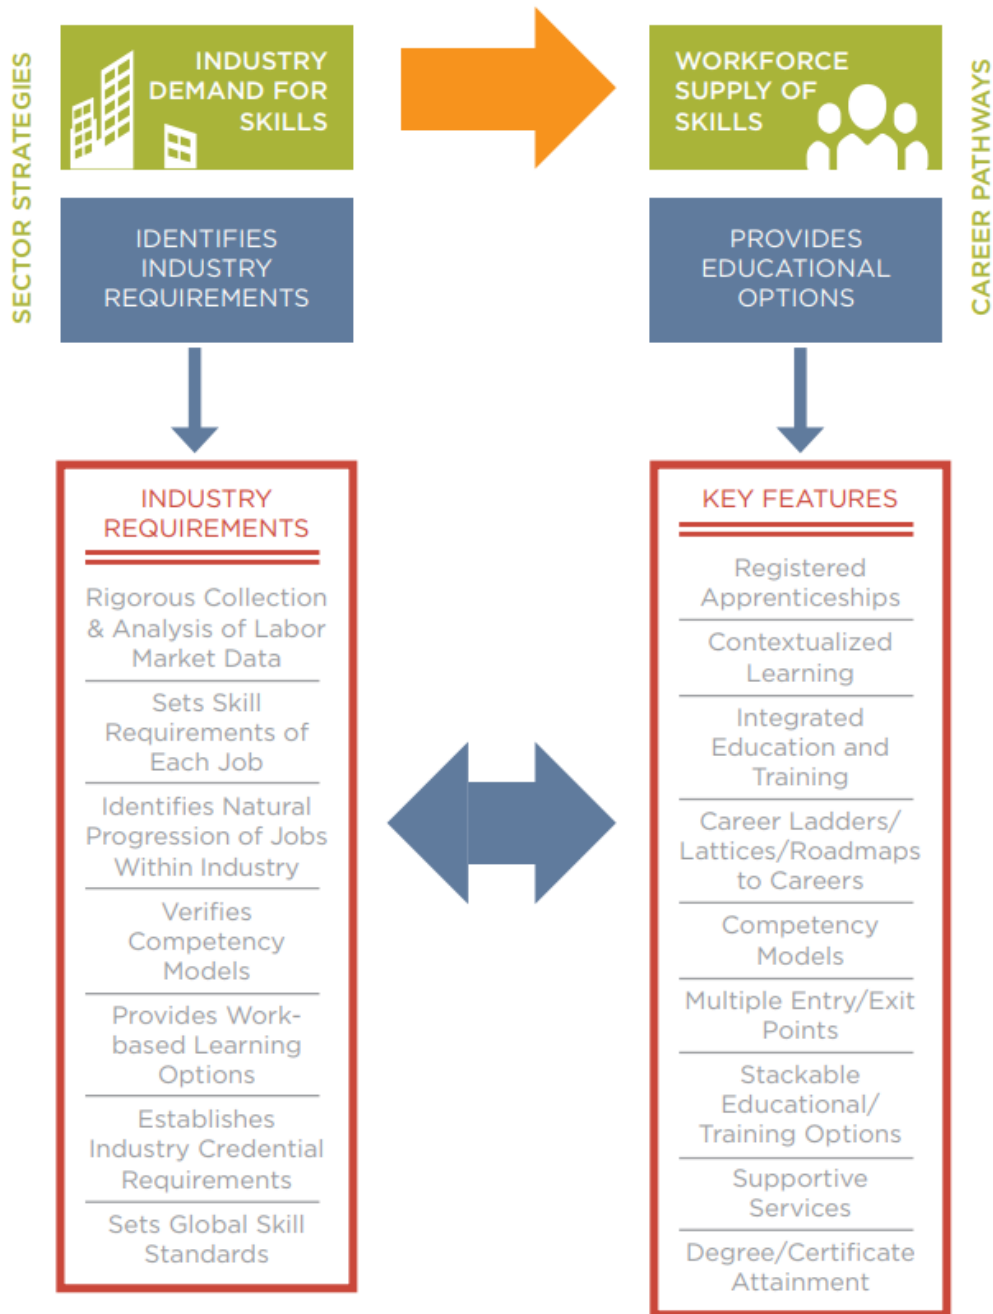 SECTOR STRATEGIES
INDUSTRY
DEMAND FOR
SKILLS
IDENTIFIES
INDUSTRY
REQUIREMENTS
INDUSTRY
REQUIREMENTS
Rigorous Collection
& Analysis of Labor
Market Data
Sets Skill
Requirements of
Each Job
Identifies Natural
Progression of Jobs
Within Industry
Verifies
Competency
Models
Provides Work-
based Learning
Options
Establishes
Industry Credential
Requirements
Sets Global Skill
Standards
WORKFORCE
SUPPLY OF
SKILLS
CAREER PATHWAYS
PROVIDES
EDUCATIONAL
OPTIONS
KEY FEATURES
Registered
Apprenticeships
Contextualized
Learning
Integrated
Education and
Training
Career Ladders/
Lattices/Roadmaps
to Careers
Competency
Models
Multiple Entry/Exit
Points
Stackable
Educational/
Training Options
Supportive
Services
Degree/Certificate
Attainment